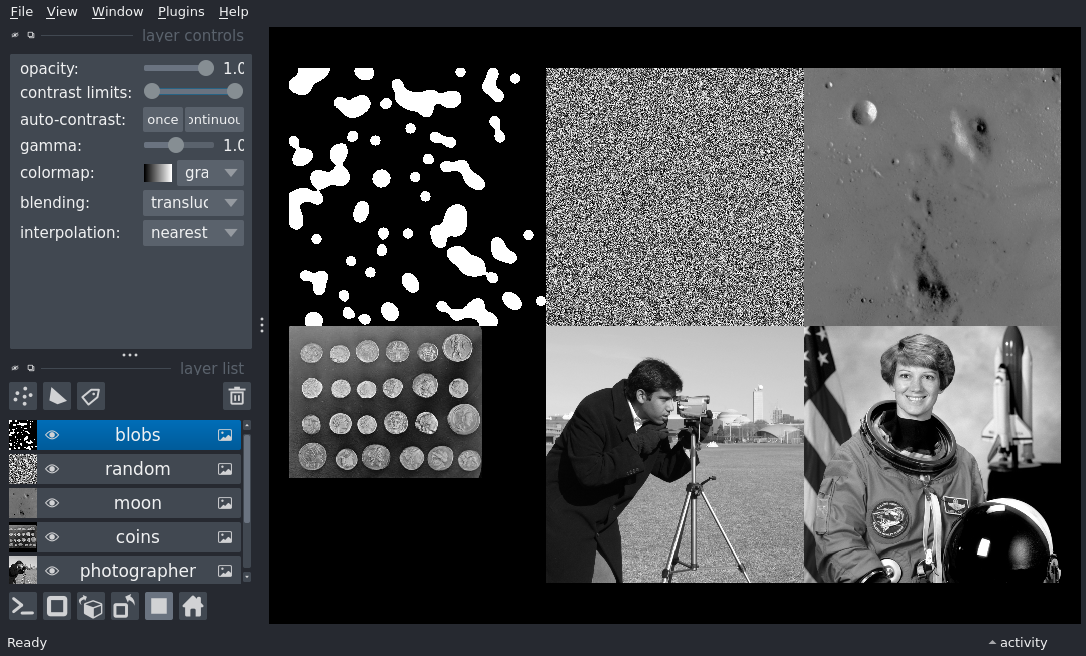 File View Window Plugins Help
layer controls
opacity: 1.0
contrast limits:
auto-contrast: once ontinuou
gamma: 1.0
colormap: gra
blending: transluc
interpolation: nearest
layer list
blobs
random
moon
coins
photographer
Ready
activity